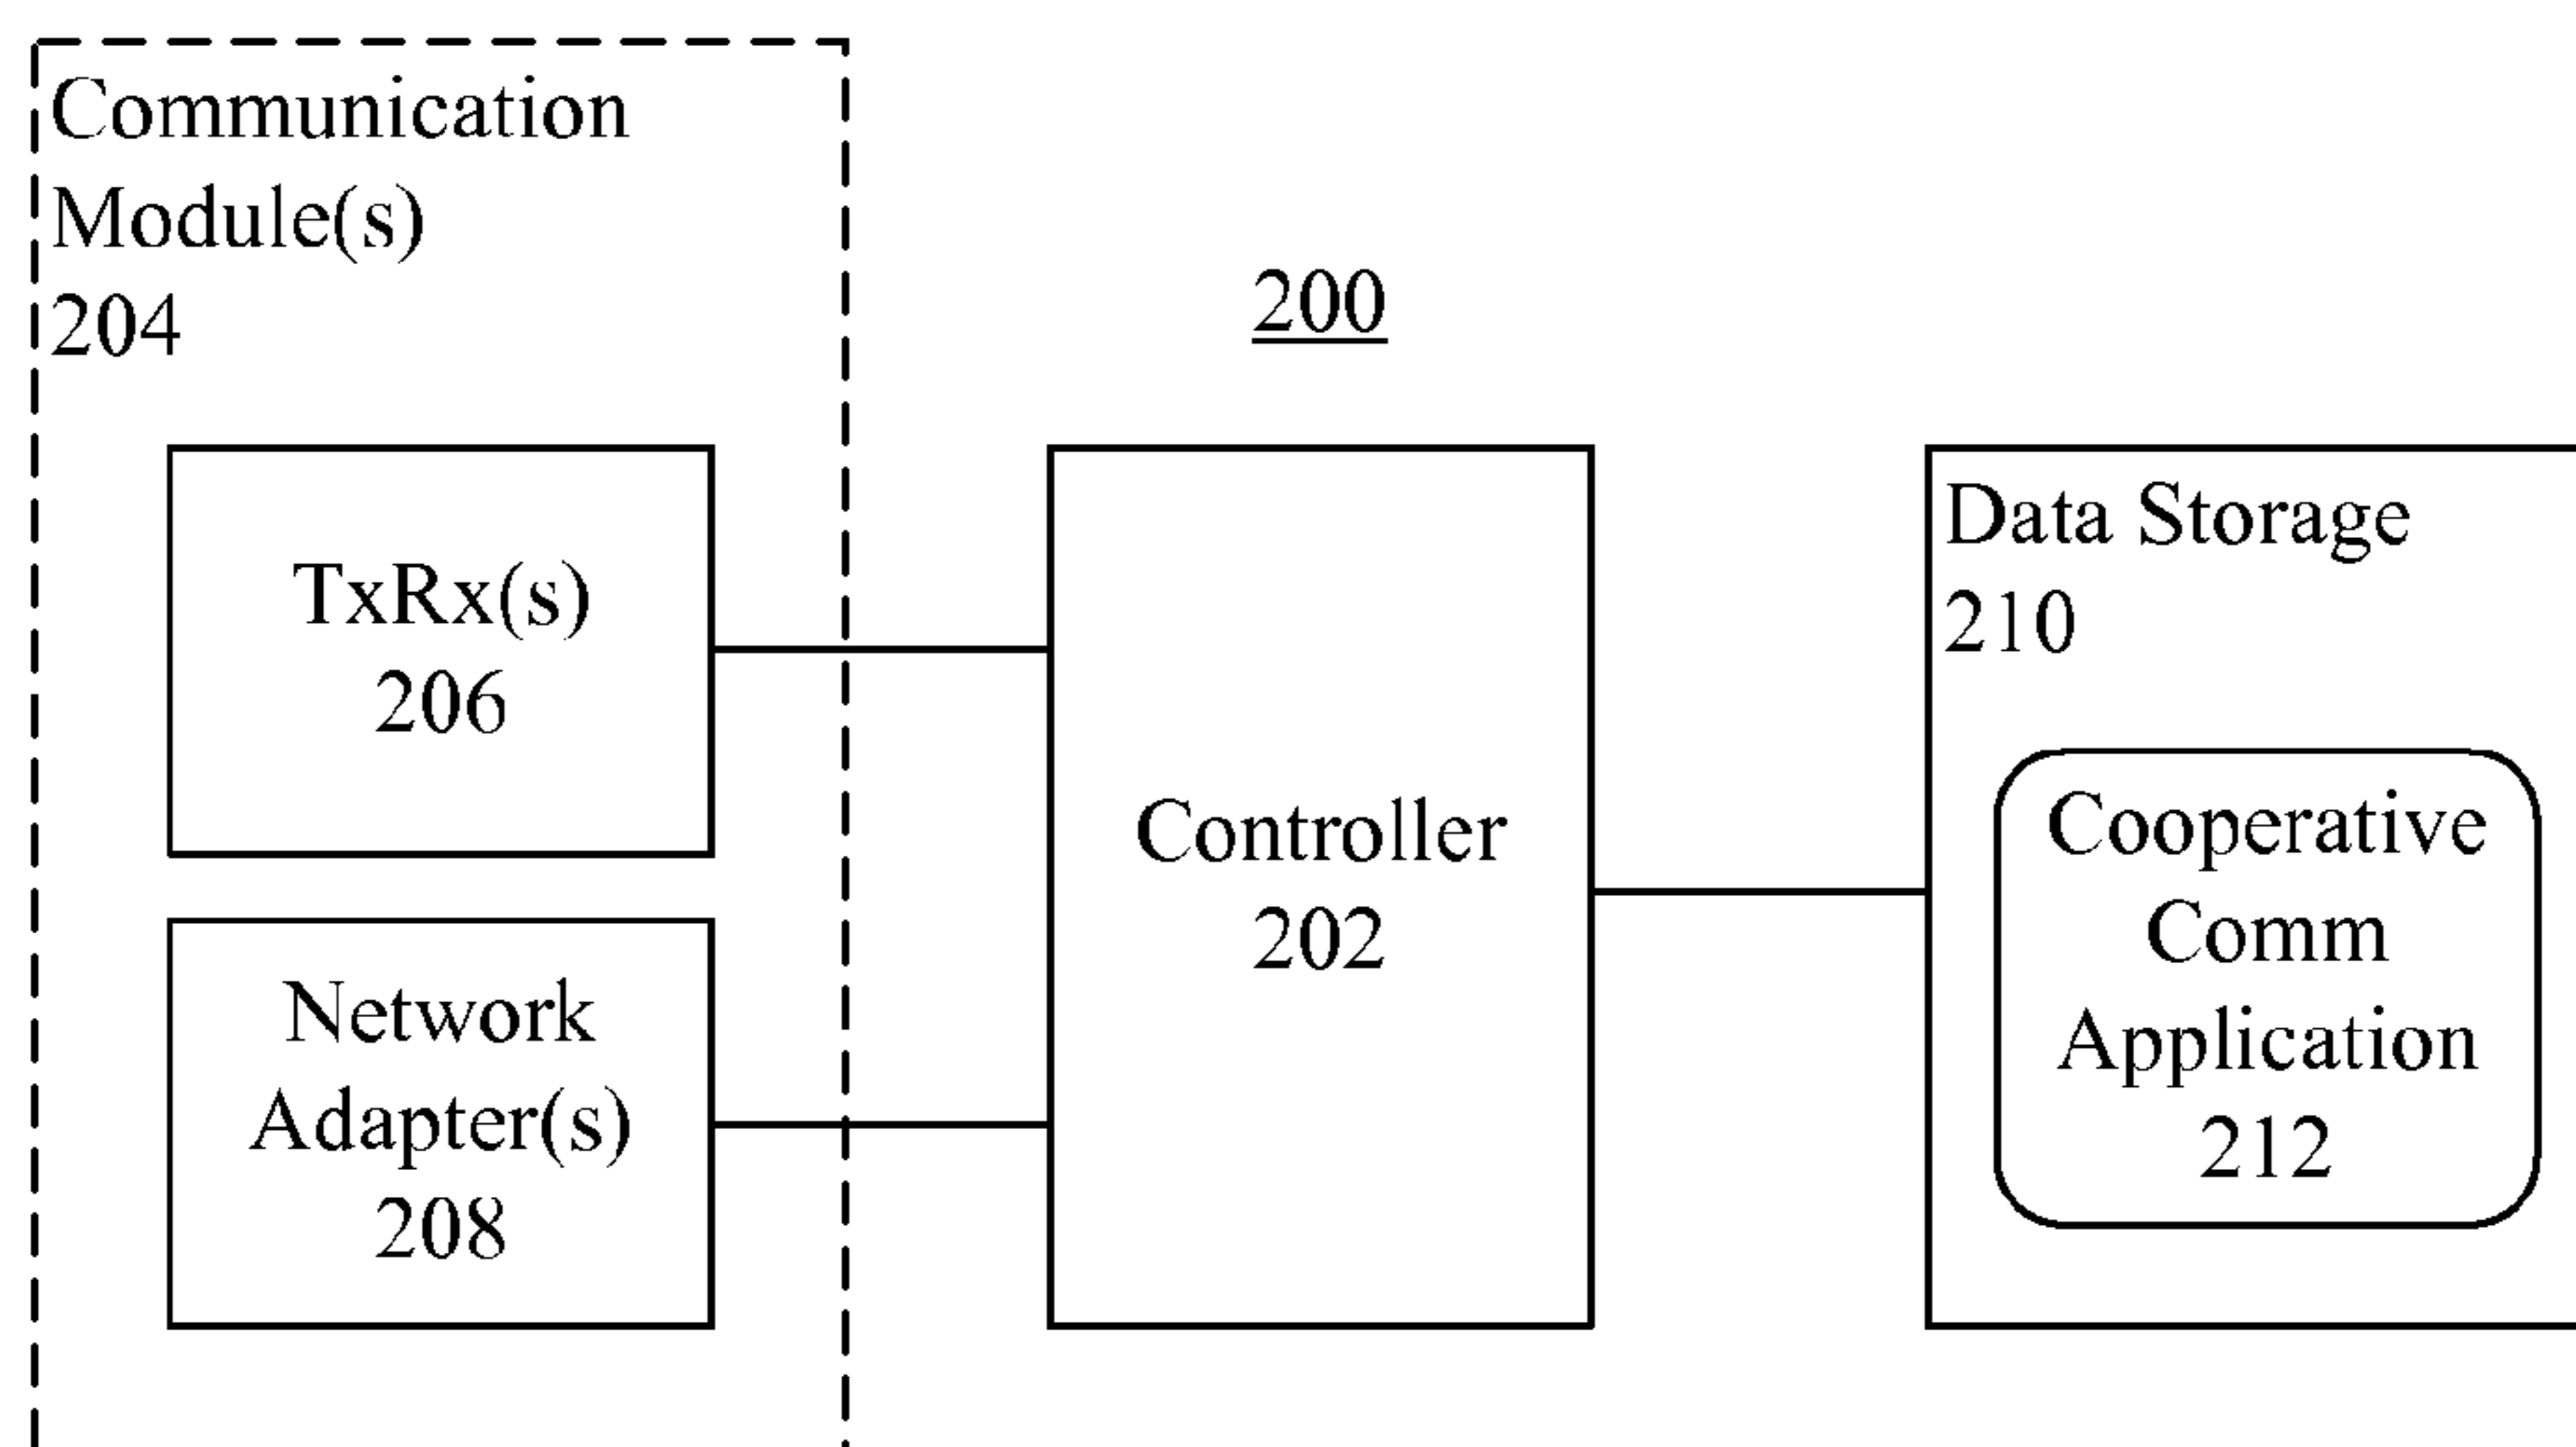 Communication
Module(s)
204
200
TxRx(s)
206
Network
Adapter(s)
208
Controller
202
Data Storage
210
Cooperative
Comm
Application
212